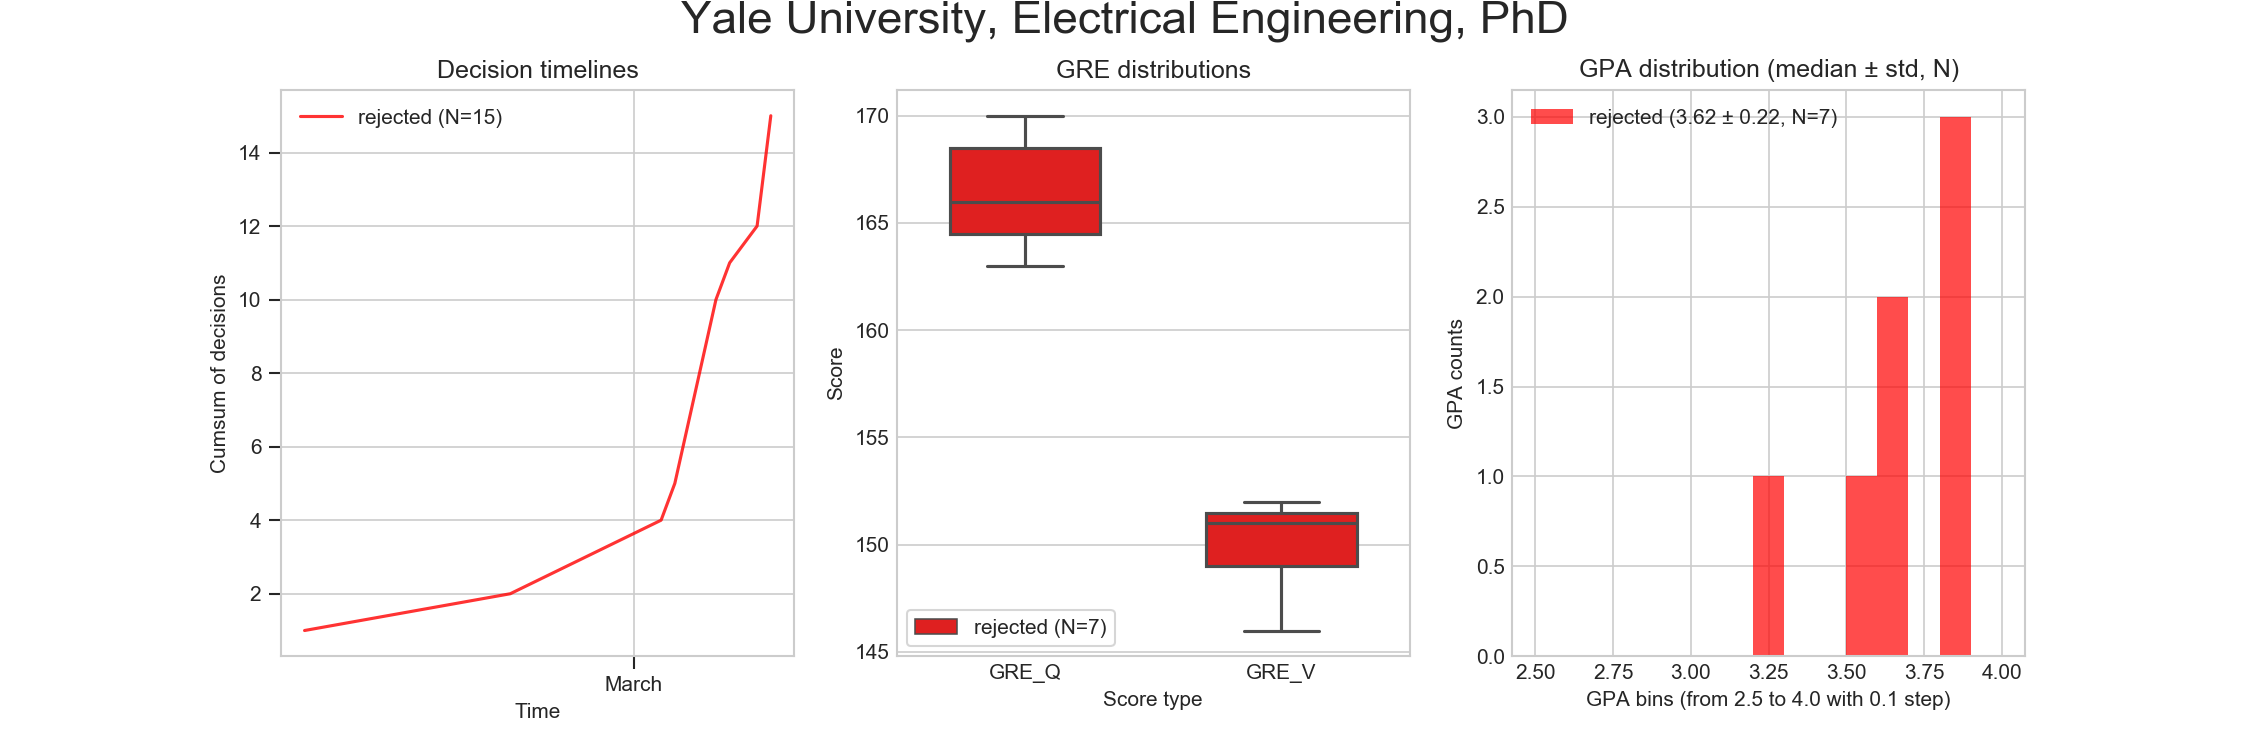 Yale University, Electrical Engineering, PhD
Decision timelines
rejected (N=15)
14
12
10
8
6
4
2
Cumsum of decisions
March
Time
GRE distributions
170
165
160
155
150
145
Score
rejected (N=7)
GRE_Q
GRE_V
Score type
GPA distribution (median ± std, N)
rejected (3.62 ± 0.22, N=7)
3.0
2.5
2.0
1.5
1.0
0.5
0.0
GPA counts
2.50 2.75 3.00 3.25 3.50 3.75 4.00
GPA bins (from 2.5 to 4.0 with 0.1 step)